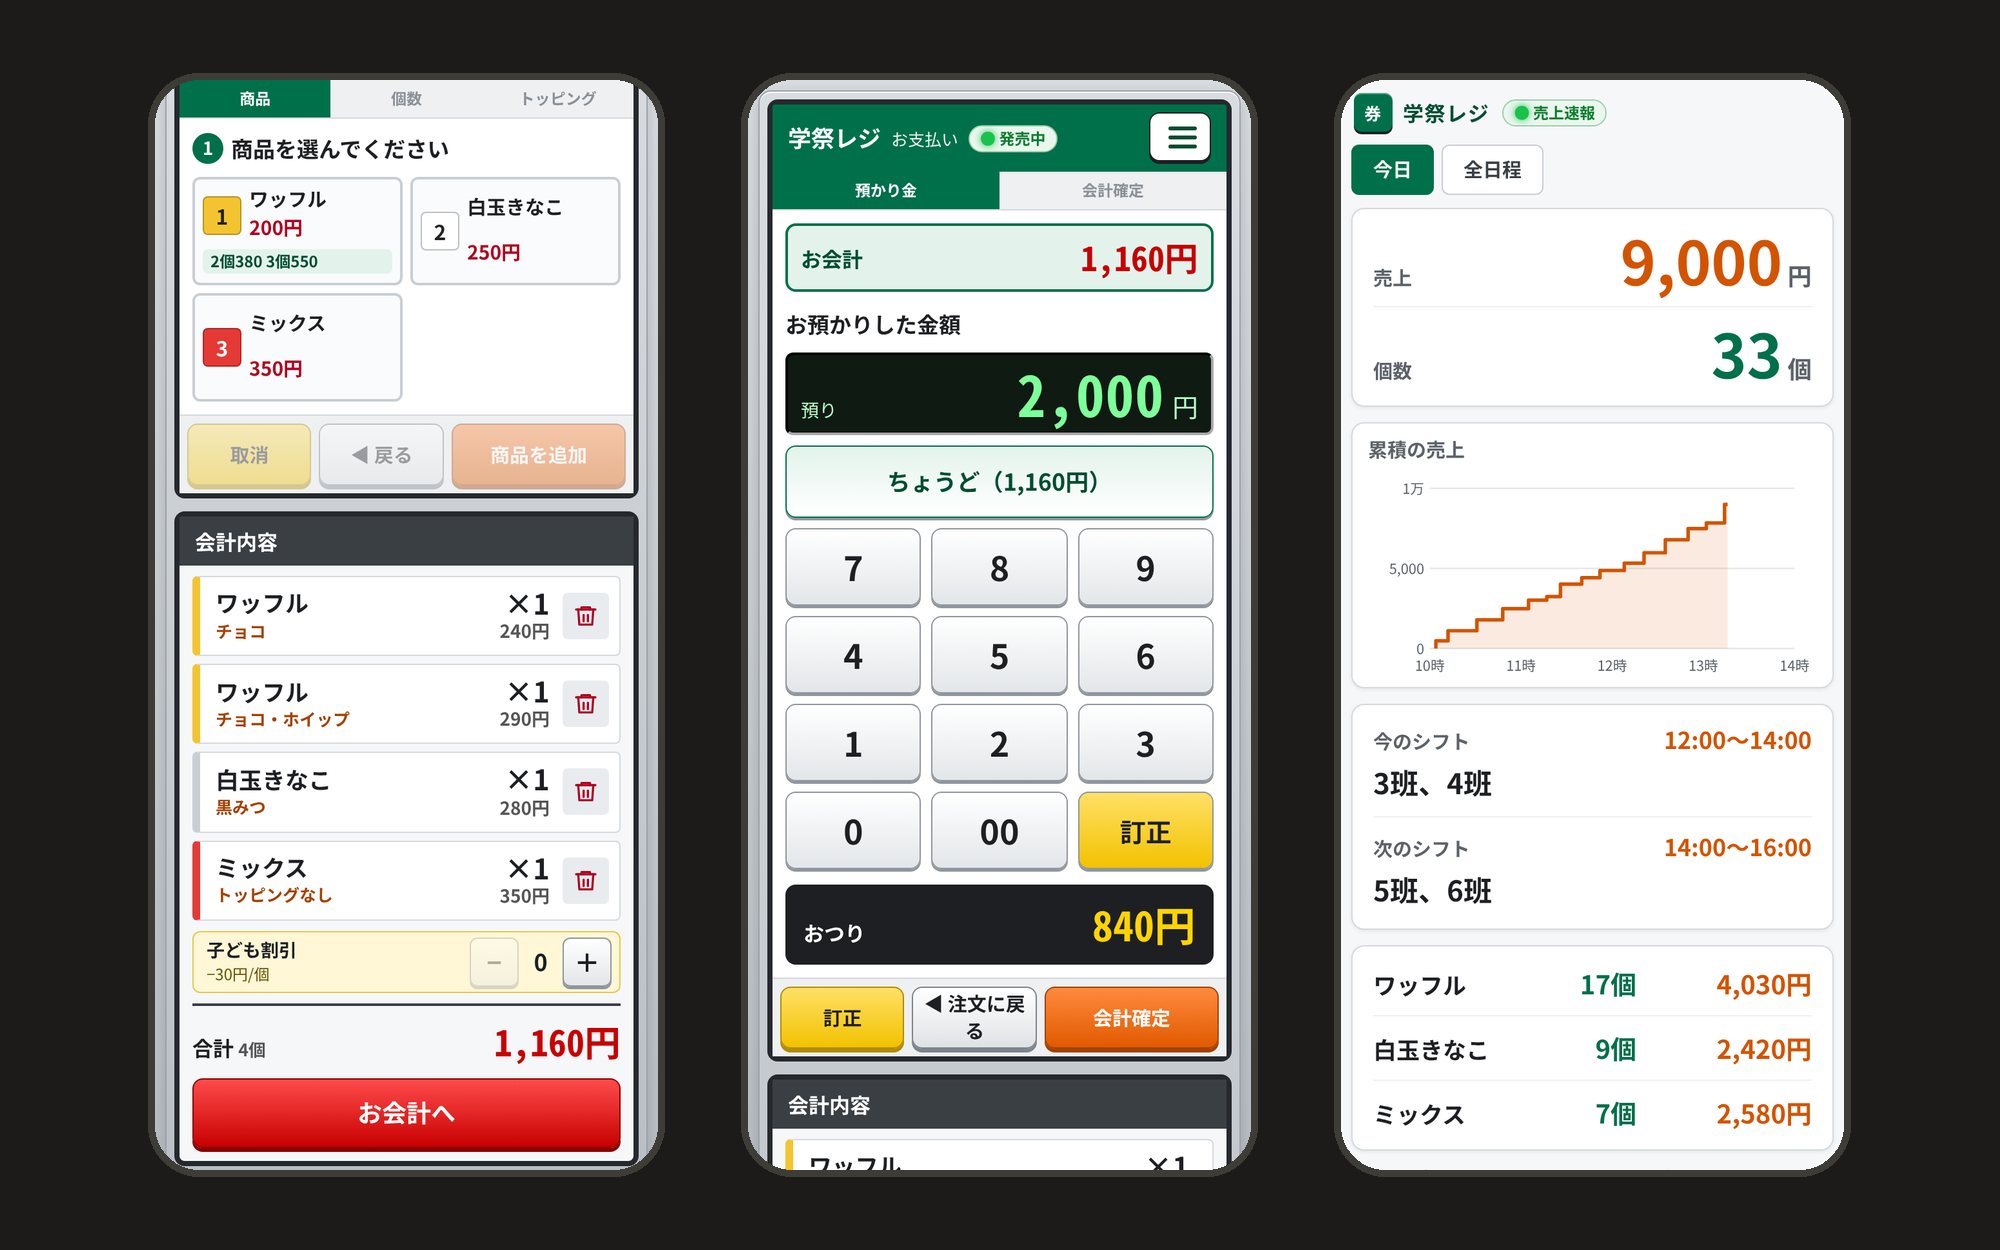 商品 個数 トッピング
1 商品を選んでください
1 ワッフル
200円
2個380 3個550
2 白玉きなこ
250円
3 ミックス
350円
取消 ◀ 戻る 商品を追加
会計内容
ワッフル ×1
チョコ 240円
ワッフル ×1
チョコ・ホイップ 290円
白玉きなこ ×1
黒みつ 280円
ミックス ×1
トッピングなし 350円
子ども割引
−30円/個
− 0 +
合計 4個 1,160円
お会計へ
学祭レジ お支払い 発売中
預かり金 会計確定
お会計 1,160円
お預かりした金額
預り 2,000 円
ちょうど（1,160円）
7 8 9
4 5 6
1 2 3
0 00 訂正
おつり 840円
訂正 ◀ 注文に戻
る 会計確定
会計内容
ワッフル ×1
券 学祭レジ 売上速報
今日 全日程
売上 9,000 円
個数 33 個
累積の売上
1万
5,000
0
10時 11時 12時 13時 14時
今のシフト 12:00〜14:00
3班、4班
次のシフト 14:00〜16:00
5班、6班
ワッフル 17個 4,030円
白玉きなこ 9個 2,420円
ミックス 7個 2,580円